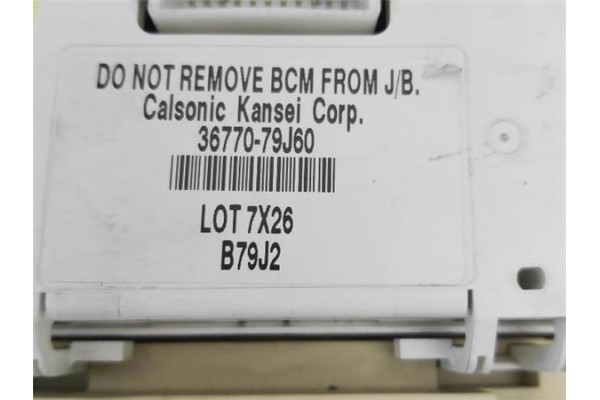 DO NOT REMOVE BCM FROM J/B.
Calsonic Kansei Corp.
36770-79J60
LOT 7X26
B79J2